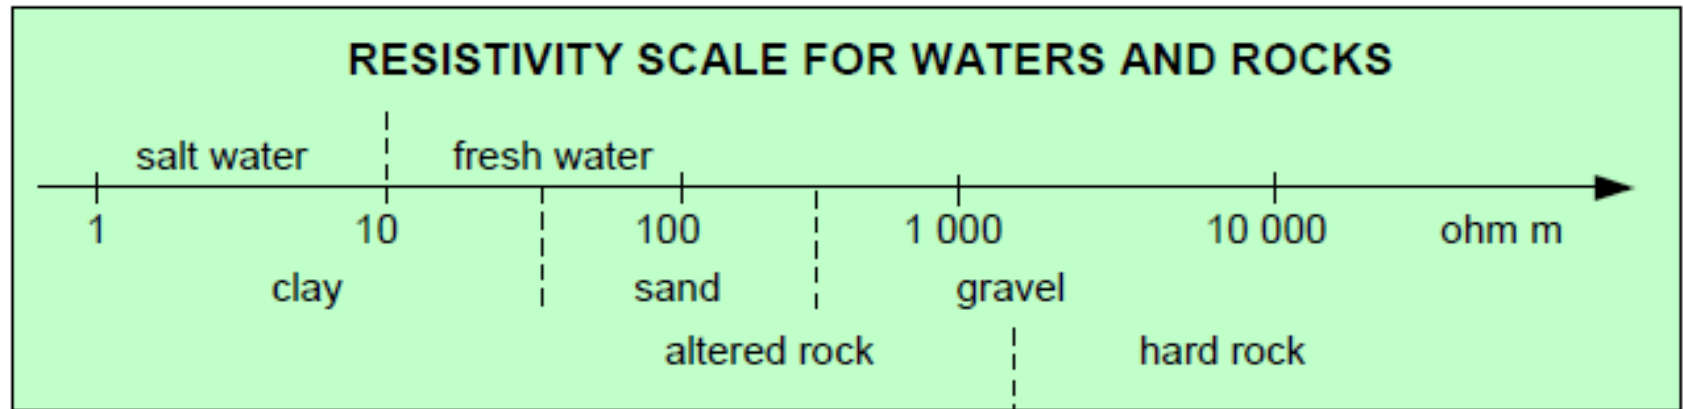 RESISTIVITY SCALE FOR WATERS AND ROCKS
salt water fresh water
1 10 100 1 000 10 000 ohm m
clay sand gravel
altered rock hard rock